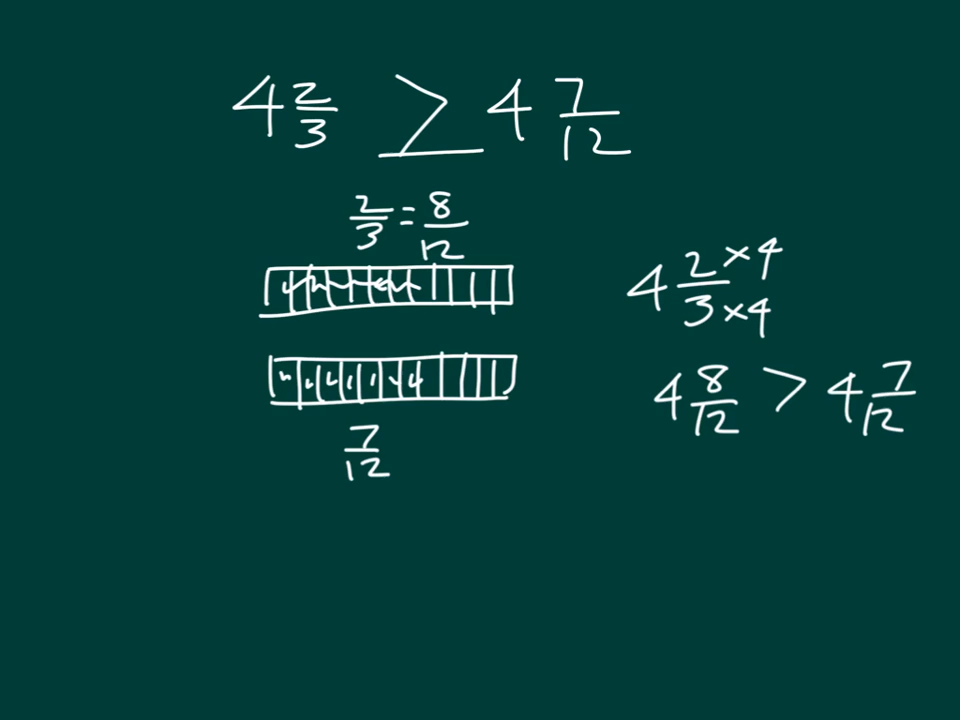 4 2/3 > 4 7/12
2/3 = 8/12
4 2/3 ×4 ×4
4 8/12 > 4 7/12
7/12